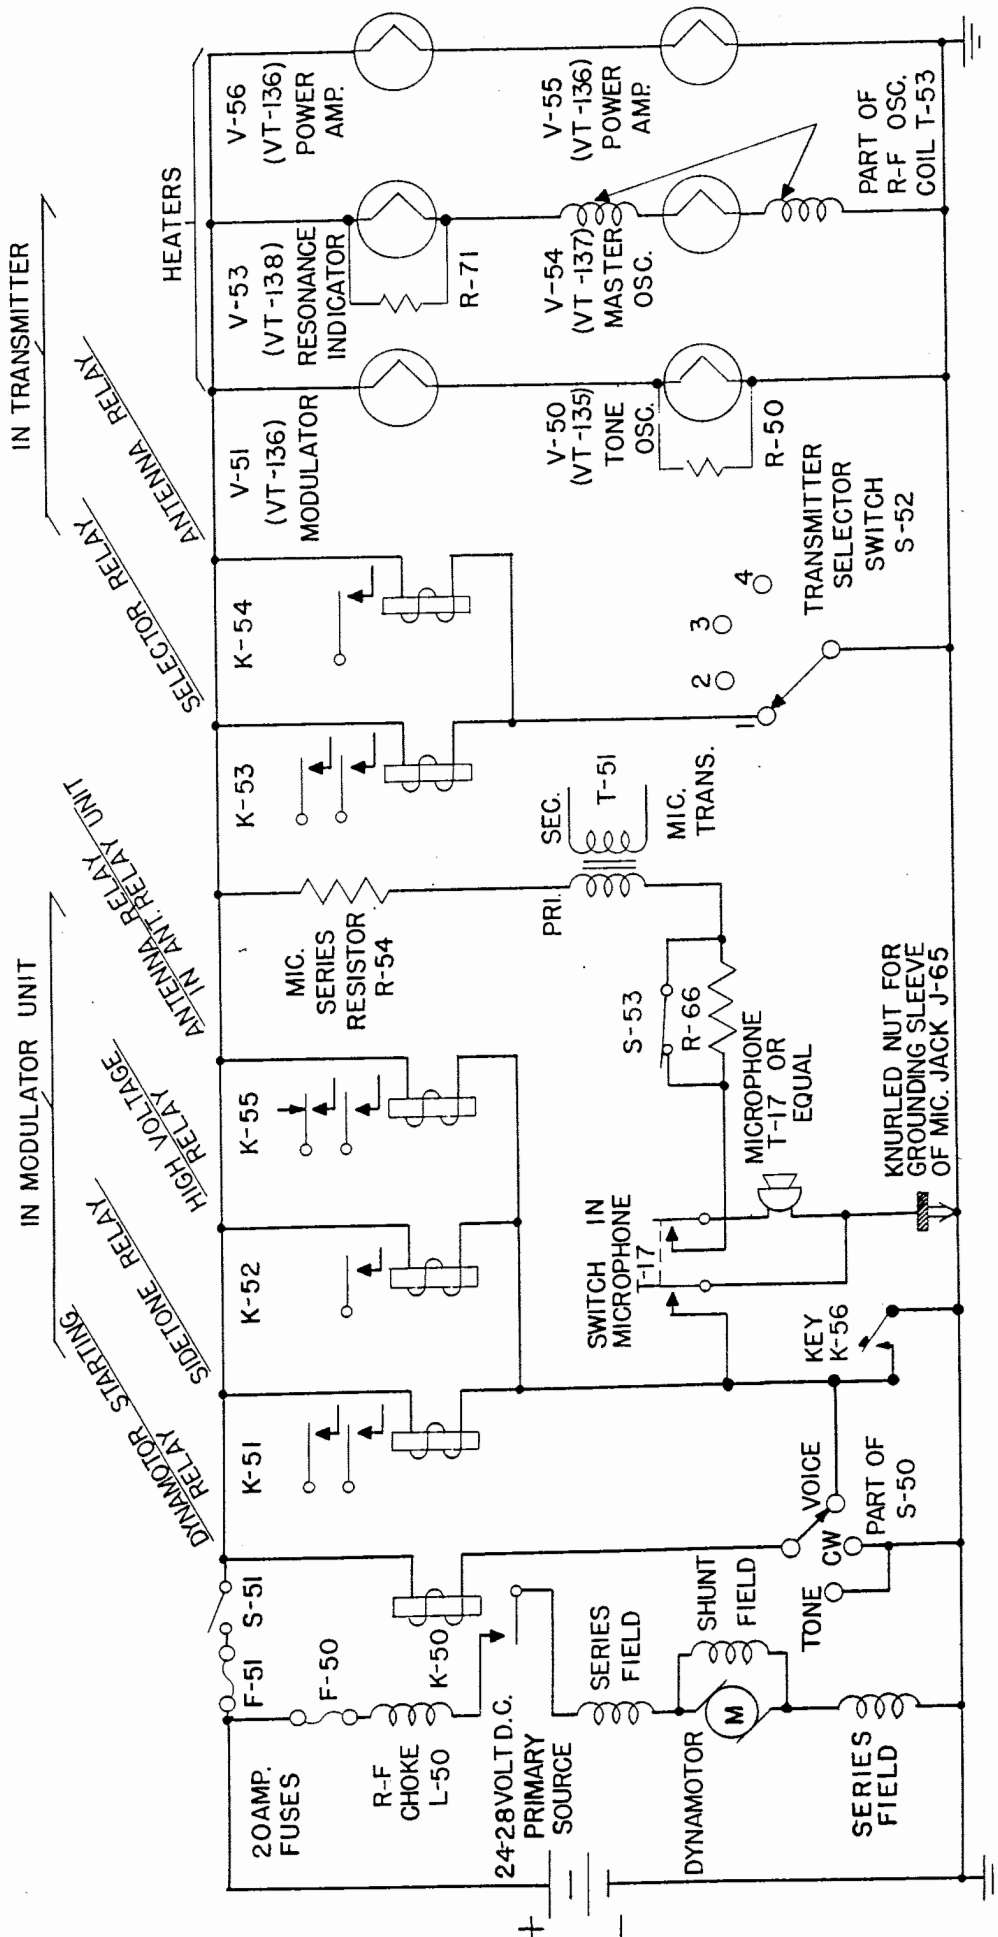 IN MODULATOR UNIT
IN TRANSMITTER
DYNAMOTOR STARTING
RELAY
SIDETONE RELAY
HIGH VOLTAGE
RELAY
ANTENNA RELAY
IN ANT. RELAY UNIT
SELECTOR RELAY
ANTENNA RELAY
HEATERS
F-51
S-51
K-51
K-52
K-55
MIC.
SERIES
RESISTOR
R-54
K-53
K-54
V-51
(VT-136)
MODULATOR
V-53
(VT-138)
RESONANCE
INDICATOR
R-71
V-56
(VT-136)
POWER
AMP.
20AMP.
FUSES
F-50
R-F
CHOKE
L-50
K-50
24-28VOLT D.C.
PRIMARY
SOURCE
+
−
SERIES
FIELD
DYNAMOTOR
M
SHUNT
FIELD
SERIES
FIELD
TONE
CW
VOICE
PART OF
S-50
KEY
K-56
SWITCH IN
MICROPHONE
T-17
MICROPHONE
T-17 OR
EQUAL
S-53
R-66
KNURLED NUT FOR
GROUNDING SLEEVE
OF MIC. JACK J-65
PRI.
SEC.
T-51
MIC.
TRANS.
1
2
3
4
TRANSMITTER
SELECTOR
SWITCH
S-52
V-50
(VT-135)
TONE
OSC.
R-50
V-54
(VT-137)
MASTER
OSC.
V-55
(VT-136)
POWER
AMP.
PART OF
R-F OSC.
COIL T-53